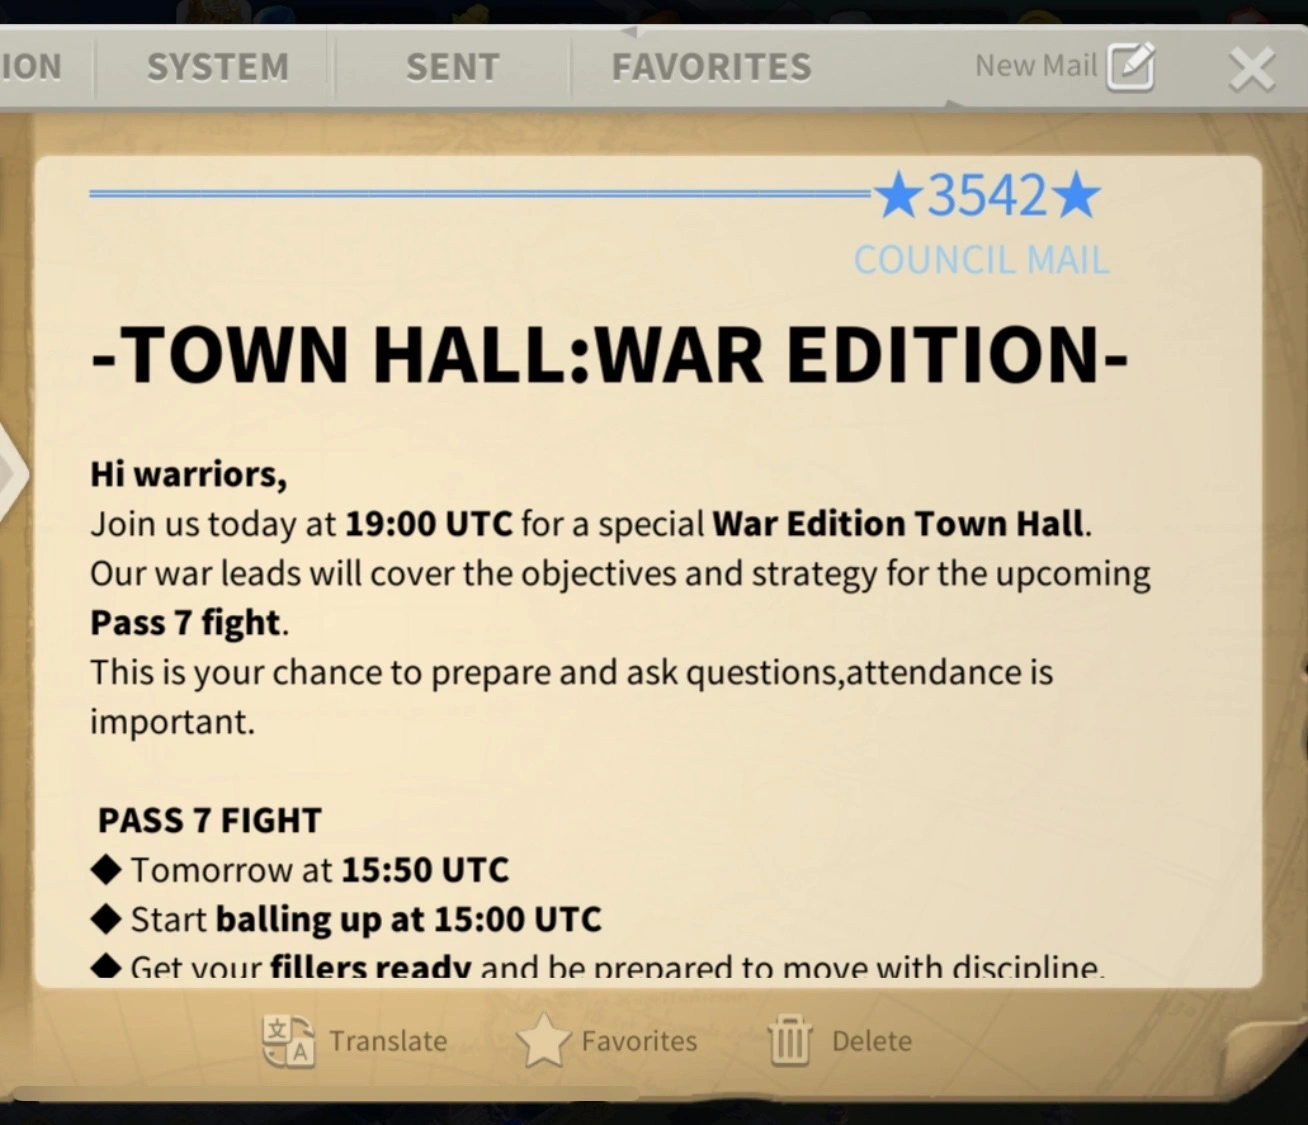 ION SYSTEM SENT FAVORITES New Mail
★3542★
COUNCIL MAIL
-TOWN HALL:WAR EDITION-
Hi warriors,
Join us today at 19:00 UTC for a special War Edition Town Hall.
Our war leads will cover the objectives and strategy for the upcoming
Pass 7 fight.
This is your chance to prepare and ask questions,attendance is
important.
PASS 7 FIGHT
◆ Tomorrow at 15:50 UTC
◆ Start balling up at 15:00 UTC
◆ Get your fillers ready and be prepared to move with discipline.
文 A Translate Favorites Delete